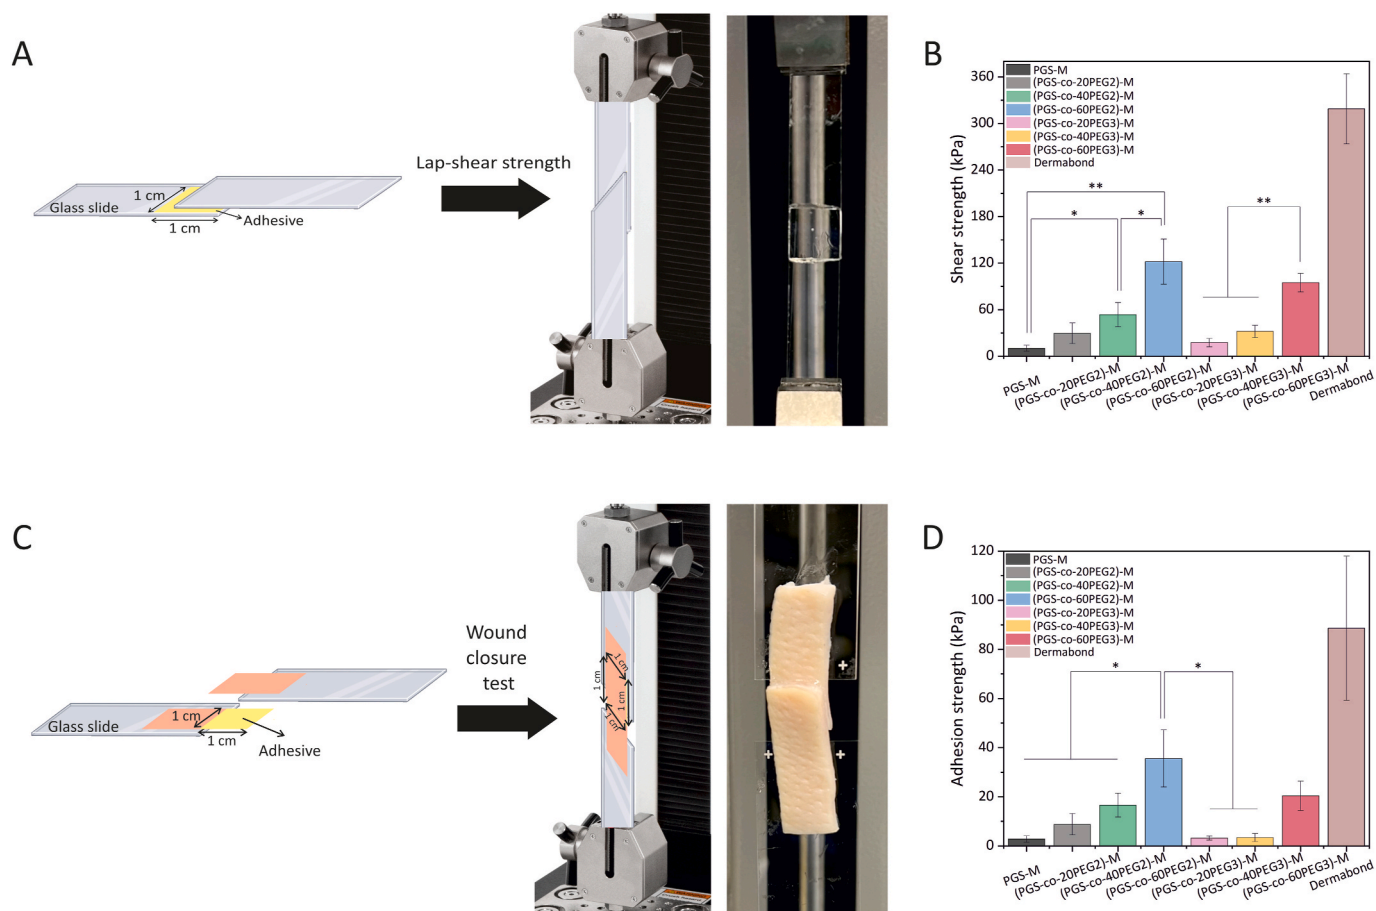 A
Glass slide
1 cm
1 cm
Adhesive
Lap-shear strength
B
PGS-M
(PGS-co-20PEG2)-M
(PGS-co-40PEG2)-M
(PGS-co-60PEG2)-M
(PGS-co-20PEG3)-M
(PGS-co-40PEG3)-M
(PGS-co-60PEG3)-M
Dermabond
Shear strength (kPa)
360
300
240
180
120
60
0
**
*
*
**
PGS-M
(PGS-co-20PEG2)-M
(PGS-co-40PEG2)-M
(PGS-co-60PEG2)-M
(PGS-co-20PEG3)-M
(PGS-co-40PEG3)-M
(PGS-co-60PEG3)-M
Dermabond
C
Glass slide
1 cm
1 cm
Adhesive
Wound
closure
test
1 cm
1 cm
1 cm
1 cm
D
PGS-M
(PGS-co-20PEG2)-M
(PGS-co-40PEG2)-M
(PGS-co-60PEG2)-M
(PGS-co-20PEG3)-M
(PGS-co-40PEG3)-M
(PGS-co-60PEG3)-M
Dermabond
Adhesion strength (kPa)
120
100
80
60
40
20
0
*
*
PGS-M
(PGS-co-20PEG2)-M
(PGS-co-40PEG2)-M
(PGS-co-60PEG2)-M
(PGS-co-20PEG3)-M
(PGS-co-40PEG3)-M
(PGS-co-60PEG3)-M
Dermabond